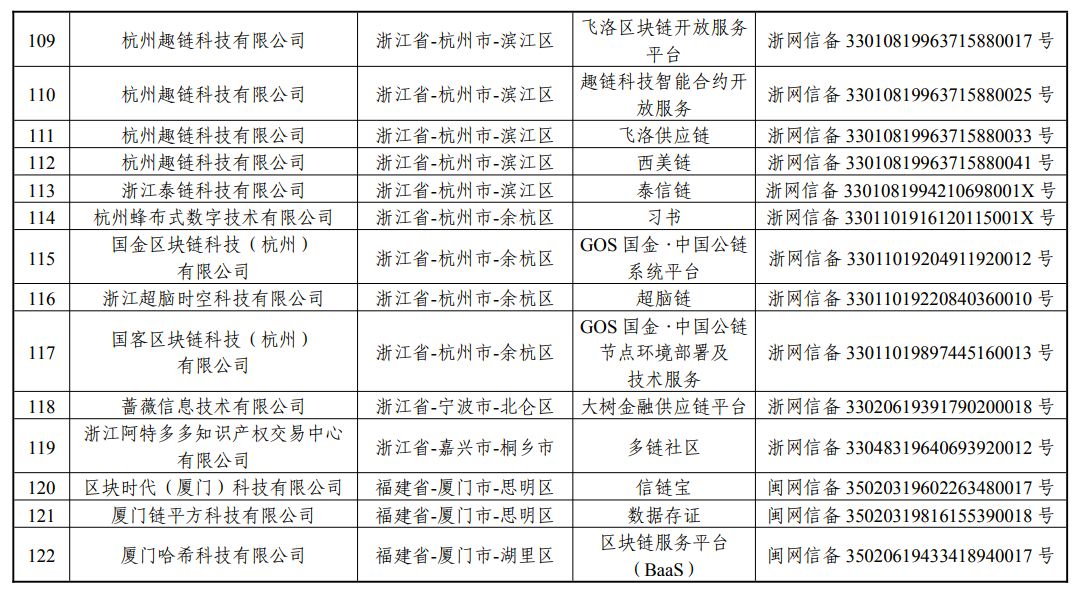 109 杭州趣链科技有限公司 浙江省-杭州市-滨江区 飞洛区块链开放服务
平台 浙网信备 33010819963715880017 号
110 杭州趣链科技有限公司 浙江省-杭州市-滨江区 趣链科技智能合约开
放服务 浙网信备 33010819963715880025 号
111 杭州趣链科技有限公司 浙江省-杭州市-滨江区 飞洛供应链 浙网信备 33010819963715880033 号
112 杭州趣链科技有限公司 浙江省-杭州市-滨江区 西美链 浙网信备 33010819963715880041 号
113 浙江泰链科技有限公司 浙江省-杭州市-滨江区 泰信链 浙网信备 3301081994210698001X 号
114 杭州蜂布式数字技术有限公司 浙江省-杭州市-余杭区 习书 浙网信备 3301101916120115001X 号
115 国金区块链科技（杭州）
有限公司 浙江省-杭州市-余杭区 GOS 国金·中国公链
系统平台 浙网信备 33011019204911920012 号
116 浙江超脑时空科技有限公司 浙江省-杭州市-余杭区 超脑链 浙网信备 33011019220840360010 号
117 国客区块链科技（杭州）
有限公司 浙江省-杭州市-余杭区 GOS 国金·中国公链
节点环境部署及
技术服务 浙网信备 33011019897445160013 号
118 蔷薇信息技术有限公司 浙江省-宁波市-北仑区 大树金融供应链平台 浙网信备 33020619391790200018 号
119 浙江阿特多多知识产权交易中心
有限公司 浙江省-嘉兴市-桐乡市 多链社区 浙网信备 33048319640693920012 号
120 区块时代（厦门）科技有限公司 福建省-厦门市-思明区 信链宝 闽网信备 35020319602263480017 号
121 厦门链平方科技有限公司 福建省-厦门市-思明区 数据存证 闽网信备 35020319816155390018 号
122 厦门哈希科技有限公司 福建省-厦门市-湖里区 区块链服务平台
（BaaS） 闽网信备 35020619433418940017 号